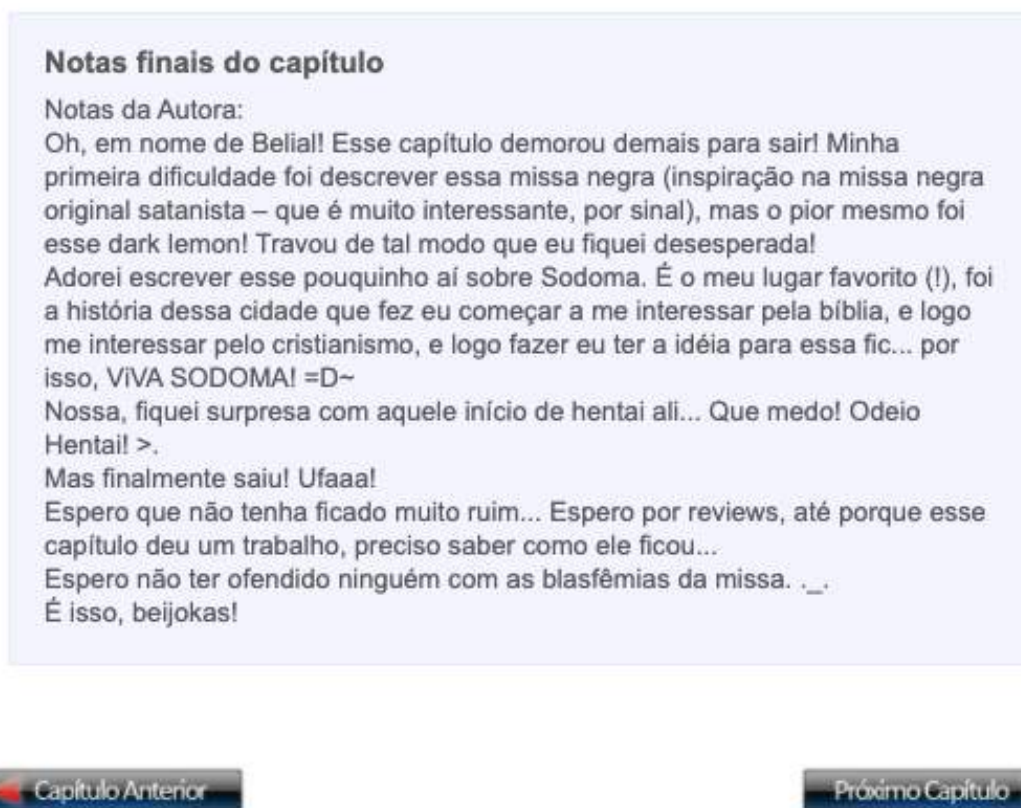 Notas finais do capítulo
Notas da Autora:
Oh, em nome de Belial! Esse capítulo demorou demais para sair! Minha
primeira dificuldade foi descrever essa missa negra (inspiração na missa negra
original satanista – que é muito interessante, por sinal), mas o pior mesmo foi
esse dark lemon! Travou de tal modo que eu fiquei desesperada!
Adorei escrever esse pouquinho aí sobre Sodoma. É o meu lugar favorito (!), foi
a história dessa cidade que fez eu começar a me interessar pela bíblia, e logo
me interessar pelo cristianismo, e logo fazer eu ter a idéia para essa fic... por
isso, ViVA SODOMA! =D~
Nossa, fiquei surpresa com aquele início de hentai ali... Que medo! Odeio
Hentai! >.
Mas finalmente saiu! Ufaaa!
Espero que não tenha ficado muito ruim... Espero por reviews, até porque esse
capítulo deu um trabalho, preciso saber como ele ficou...
Espero não ter ofendido ninguém com as blasfêmias da missa. ._.
É isso, beijokas!
Capítulo Anterior
Próximo Capítulo